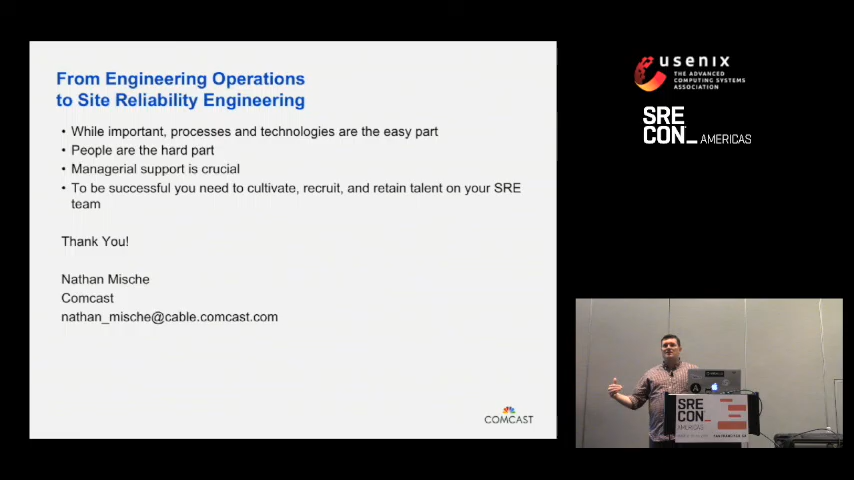 From Engineering Operations
to Site Reliability Engineering
• While important, processes and technologies are the easy part
• People are the hard part
• Managerial support is crucial
• To be successful you need to cultivate, recruit, and retain talent on your SRE
team
Thank You!
Nathan Mische
Comcast
nathan_mische@cable.comcast.com
COMCAST
usenix
THE ADVANCED
COMPUTING SYSTEMS
ASSOCIATION
SRE
CON_ AMERICAS
SRE
CON_
AMERICAS